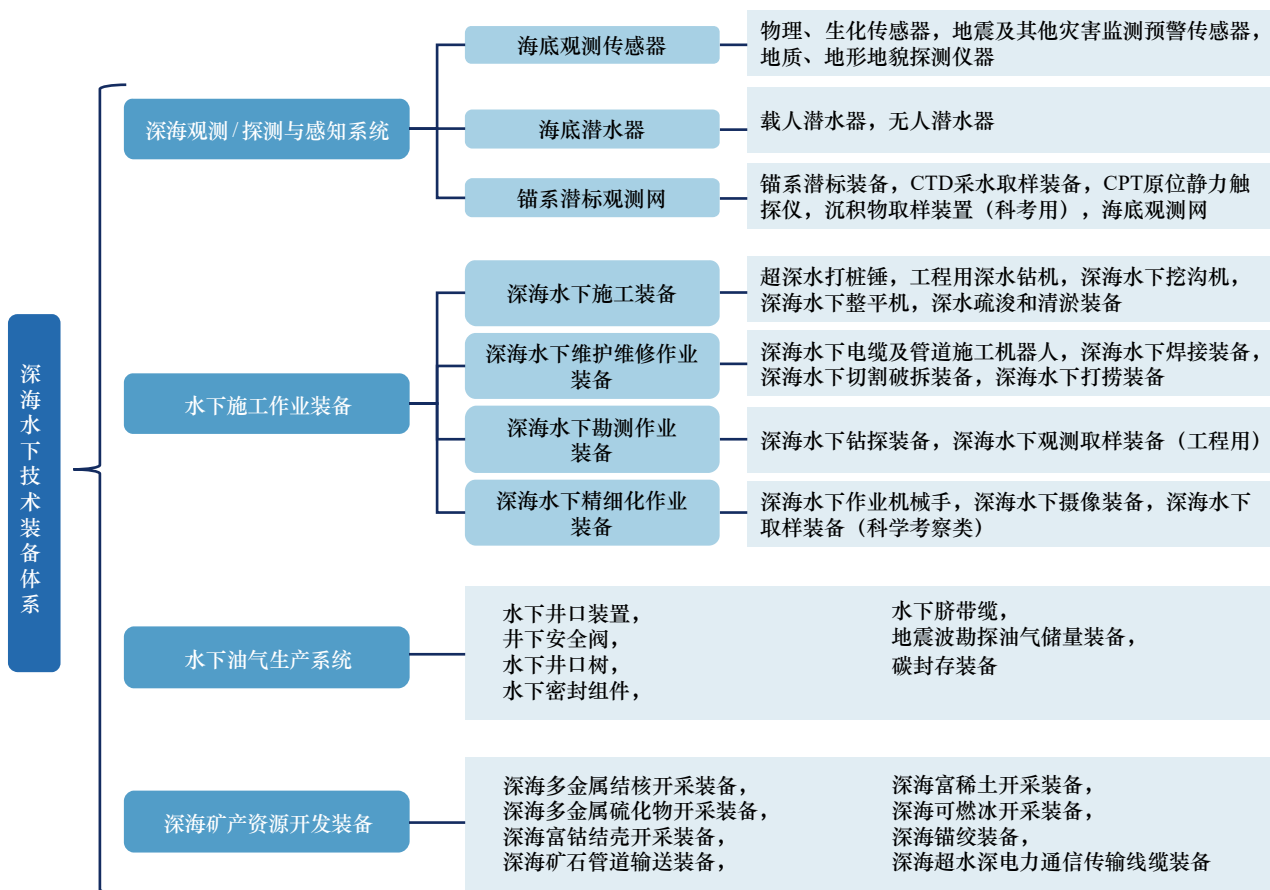 深海水下技术装备体系
深海观测/探测与感知系统
海底观测传感器
物理、生化传感器，地震及其他灾害监测预警传感器，
地质、地形地貌探测仪器
海底潜水器
载人潜水器，无人潜水器
锚系潜标观测网
锚系潜标装备，CTD采水取样装备，CPT原位静力触
探仪，沉积物取样装置（科考用），海底观测网
水下施工作业装备
深海水下施工装备
超深水打桩锤，工程用深水钻机，深海水下挖沟机，
深海水下整平机，深水疏浚和清淤装备
深海水下维护维修作业
装备
深海水下电缆及管道施工机器人，深海水下焊接装备，
深海水下切割破拆装备，深海水下打捞装备
深海水下勘测作业
装备
深海水下钻探装备，深海水下观测取样装备（工程用）
深海水下精细化作业
装备
深海水下作业机械手，深海水下摄像装备，深海水下
取样装备（科学考察类）
水下油气生产系统
水下井口装置，
井下安全阀，
水下井口树，
水下密封组件，
水下脐带缆，
地震波勘探油气储量装备，
碳封存装备
深海矿产资源开发装备
深海多金属结核开采装备，
深海多金属硫化物开采装备，
深海富钴结壳开采装备，
深海矿石管道输送装备，
深海富稀土开采装备，
深海可燃冰开采装备，
深海锚绞装备，
深海超水深电力通信传输线缆装备